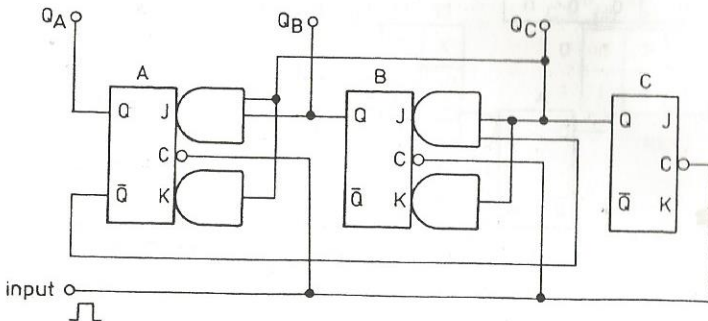 QA QB QC
A B C
Q J Q J Q J
C C C
Q̅ K Q̅ K Q̅ K
input